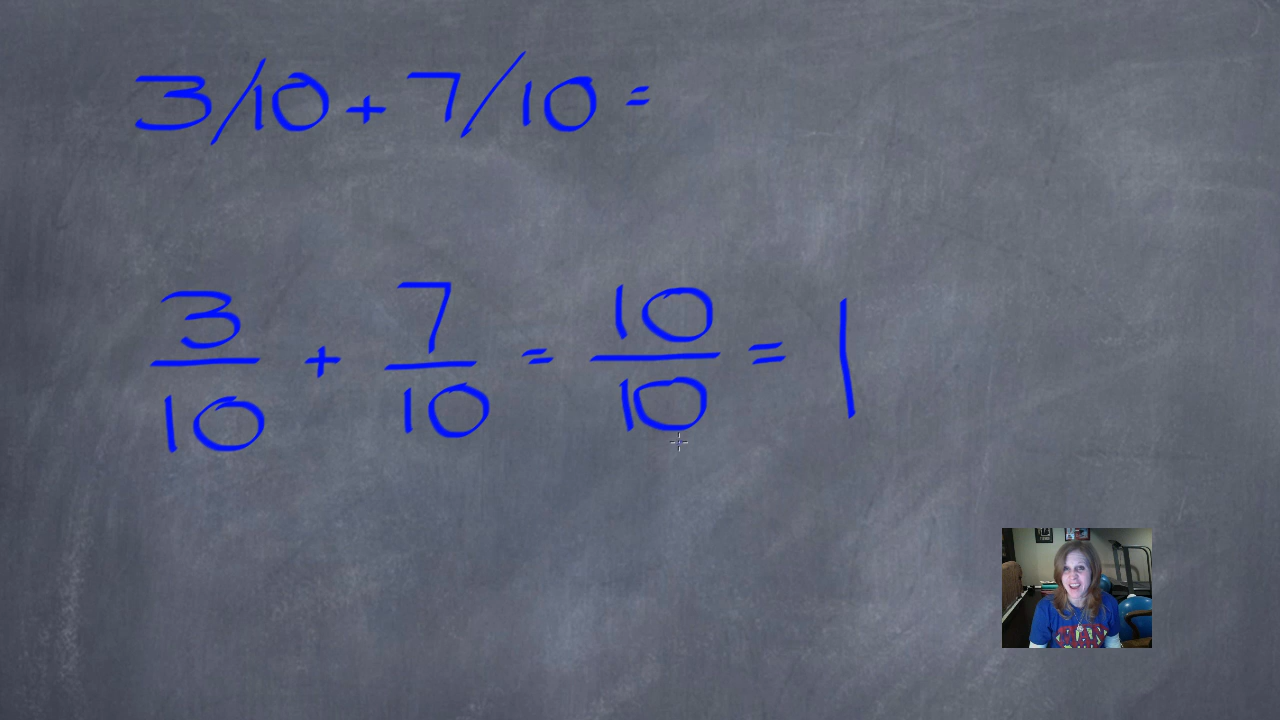 3/10 + 7/10 =
3/10 + 7/10 = 10/10 = 1